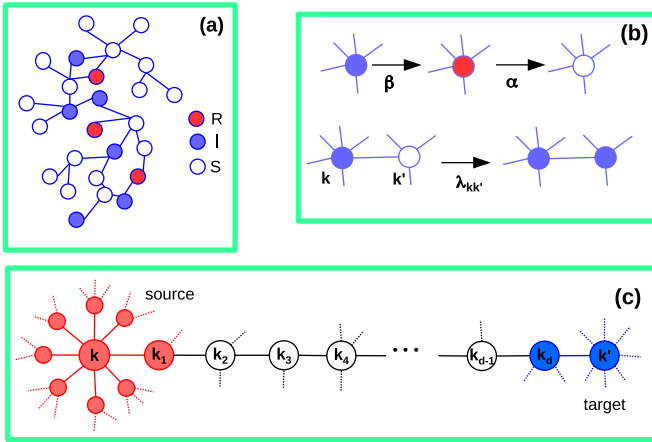 (a)
R
I
S
(b)
β
α
k
k'
λkk'
(c)
source
k
k1
k2
k3
k4
...
kd-1
kd
k'
target